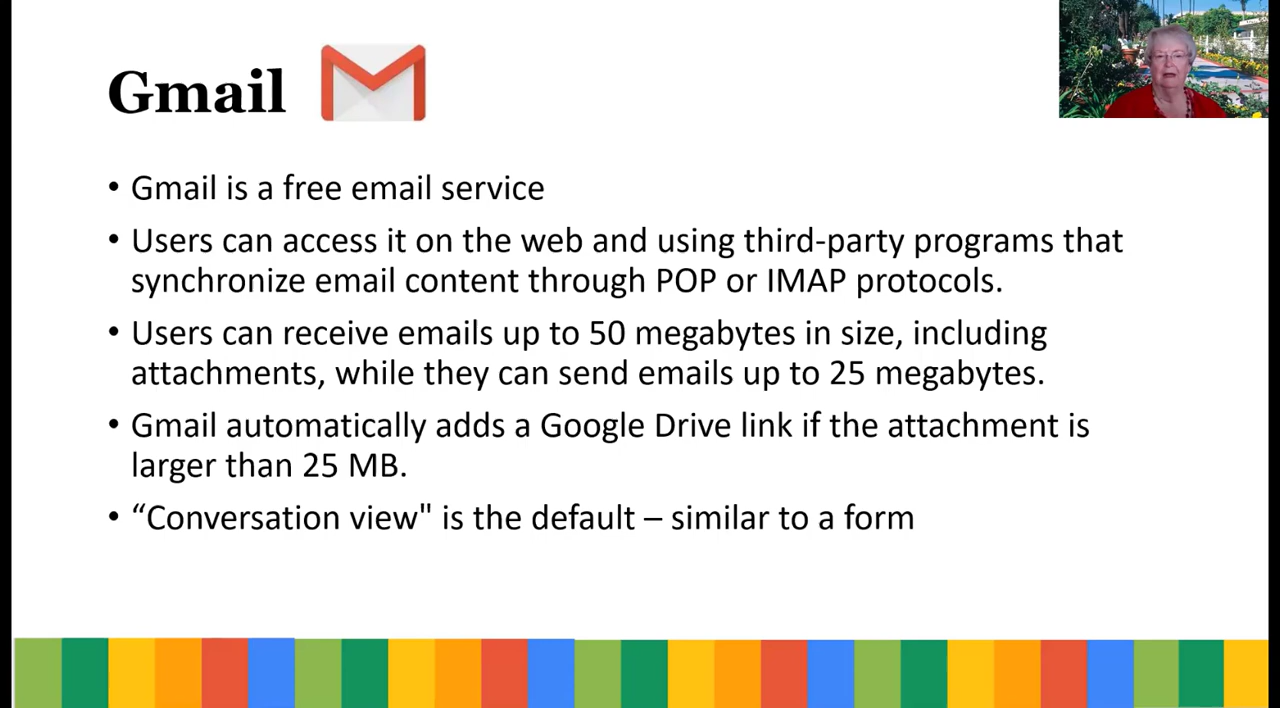 Gmail
• Gmail is a free email service
• Users can access it on the web and using third-party programs that
synchronize email content through POP or IMAP protocols.
• Users can receive emails up to 50 megabytes in size, including
attachments, while they can send emails up to 25 megabytes.
• Gmail automatically adds a Google Drive link if the attachment is
larger than 25 MB.
• “Conversation view" is the default – similar to a form